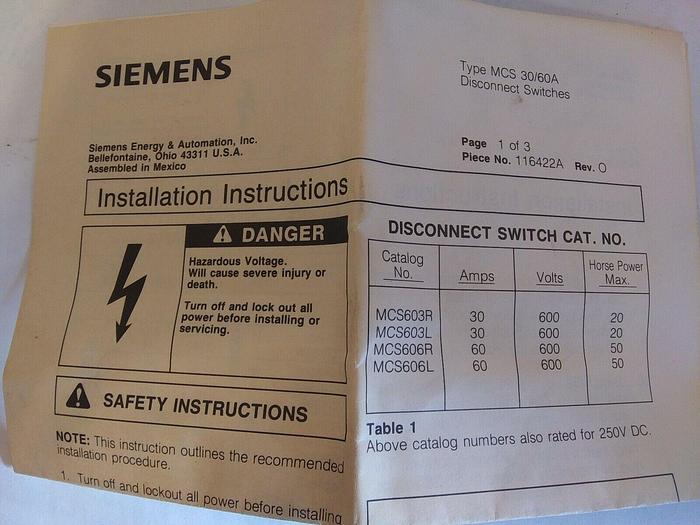 SIEMENS
Siemens Energy & Automation, Inc.
Bellefontaine, Ohio 43311 U.S.A.
Assembled in Mexico
Type MCS 30/60A
Disconnect Switches
Page 1 of 3
Piece No. 116422A Rev. O
Installation Instructions
DANGER
Hazardous Voltage.
Will cause severe injury or
death.
Turn off and lock out all
power before installing or
servicing.
SAFETY INSTRUCTIONS
NOTE: This instruction outlines the recommended
installation procedure.
1. Turn off and lockout all power before installing
DISCONNECT SWITCH CAT. NO.
Catalog No. Amps Volts Horse Power Max.
MCS603R 30 600 20
MCS603L 30 600 20
MCS606R 60 600 50
MCS606L 60 600 50
Table 1
Above catalog numbers also rated for 250V DC.